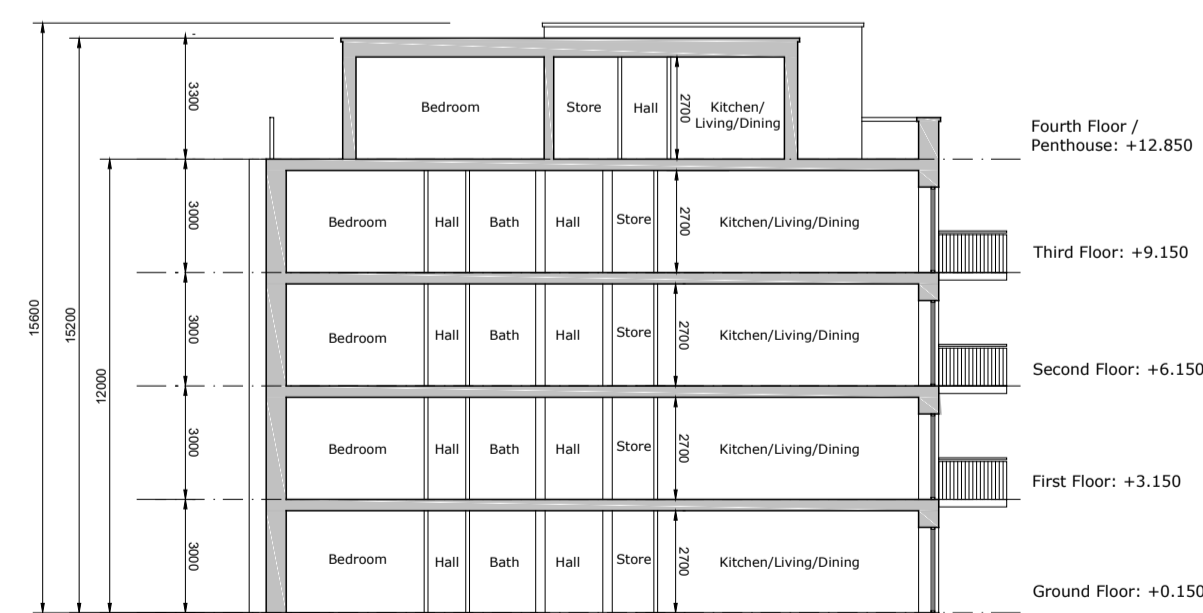 3300
Bedroom
Store
Hall
2700
Kitchen/
Living/Dining
Fourth Floor /
Penthouse: +12.850
3000
Bedroom
Hall
Bath
Hall
Store
2700
Kitchen/Living/Dining
Third Floor: +9.150
15600
15200
12000
3000
Bedroom
Hall
Bath
Hall
Store
2700
Kitchen/Living/Dining
Second Floor: +6.150
3000
Bedroom
Hall
Bath
Hall
Store
2700
Kitchen/Living/Dining
First Floor: +3.150
3000
Bedroom
Hall
Bath
Hall
Store
2700
Kitchen/Living/Dining
Ground Floor: +0.150